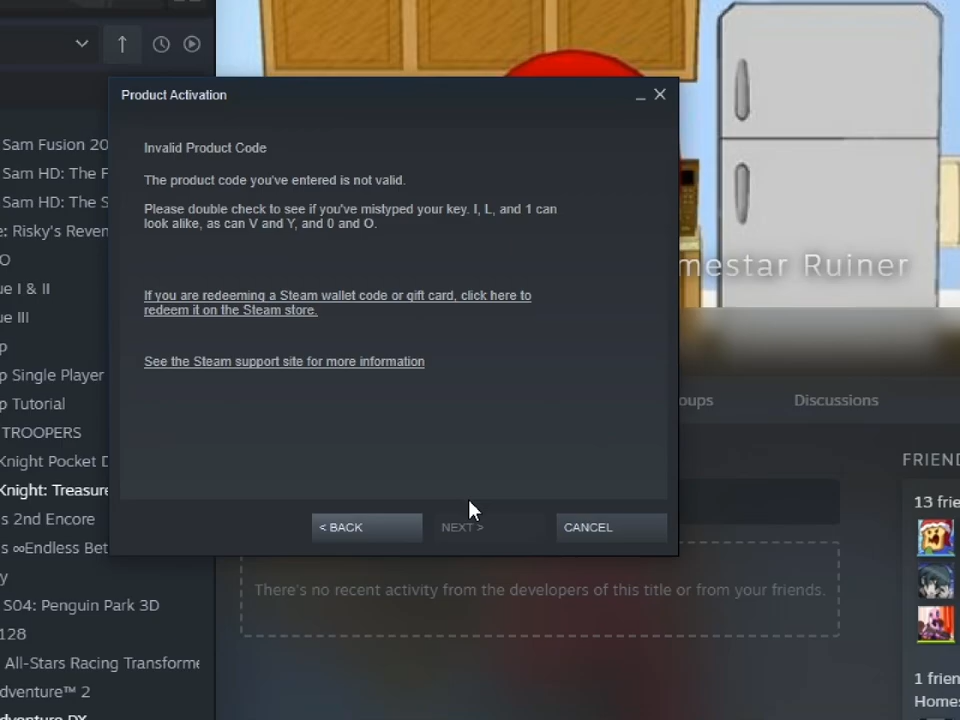 Product Activation
Invalid Product Code
The product code you've entered is not valid.
Please double check to see if you've mistyped your key. I, L, and 1 can
look alike, as can V and Y, and 0 and O.
If you are redeeming a Steam wallet code or gift card, click here to
redeem it on the Steam store.
See the Steam support site for more information
< BACK
NEXT >
CANCEL
Sam Fusion 20
Sam HD: The F
Sam HD: The S
e: Risky's Reven
O
ue I & II
ue III
p
p Single Player
p Tutorial
TROOPERS
Knight Pocket D
Knight: Treasure
s 2nd Encore
s ∞Endless Bet
y
S04: Penguin Park 3D
128
All-Stars Racing Transforme
dventure™ 2
dventure DX
mestar Ruiner
oups
Discussions
FRIEND
13 frie
There's no recent activity from the developers of this title or from your friends.
1 frien
Homes